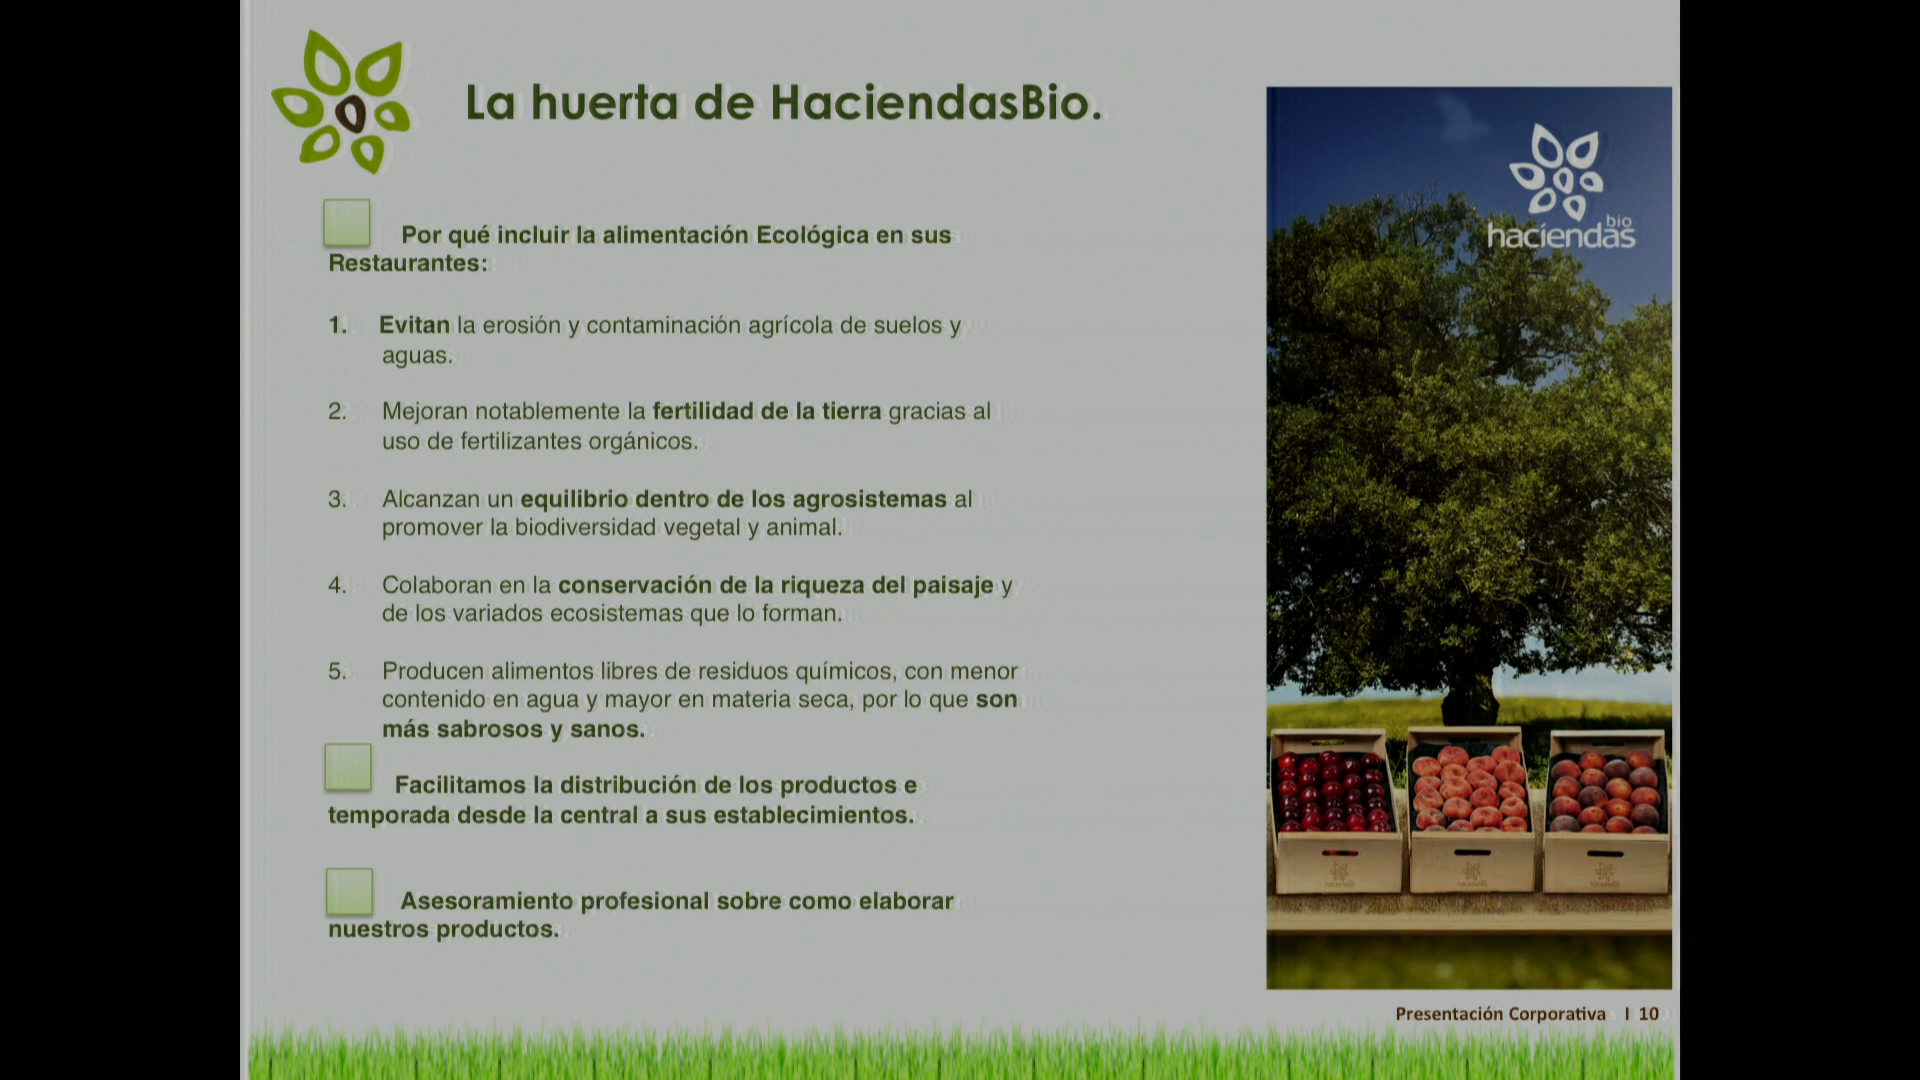 La huerta de HaciendasBio.
Por qué incluir la alimentación Ecológica en sus
Restaurantes:
1. Evitan la erosión y contaminación agrícola de suelos y
aguas.
2. Mejoran notablemente la fertilidad de la tierra gracias al
uso de fertilizantes orgánicos.
3. Alcanzan un equilibrio dentro de los agrosistemas al
promover la biodiversidad vegetal y animal.
4. Colaboran en la conservación de la riqueza del paisaje y
de los variados ecosistemas que lo forman.
5. Producen alimentos libres de residuos químicos, con menor
contenido en agua y mayor en materia seca, por lo que son
más sabrosos y sanos.
Facilitamos la distribución de los productos e
temporada desde la central a sus establecimientos.
Asesoramiento profesional sobre como elaborar
nuestros productos.
bio
haciendas
Presentación Corporativa I 10